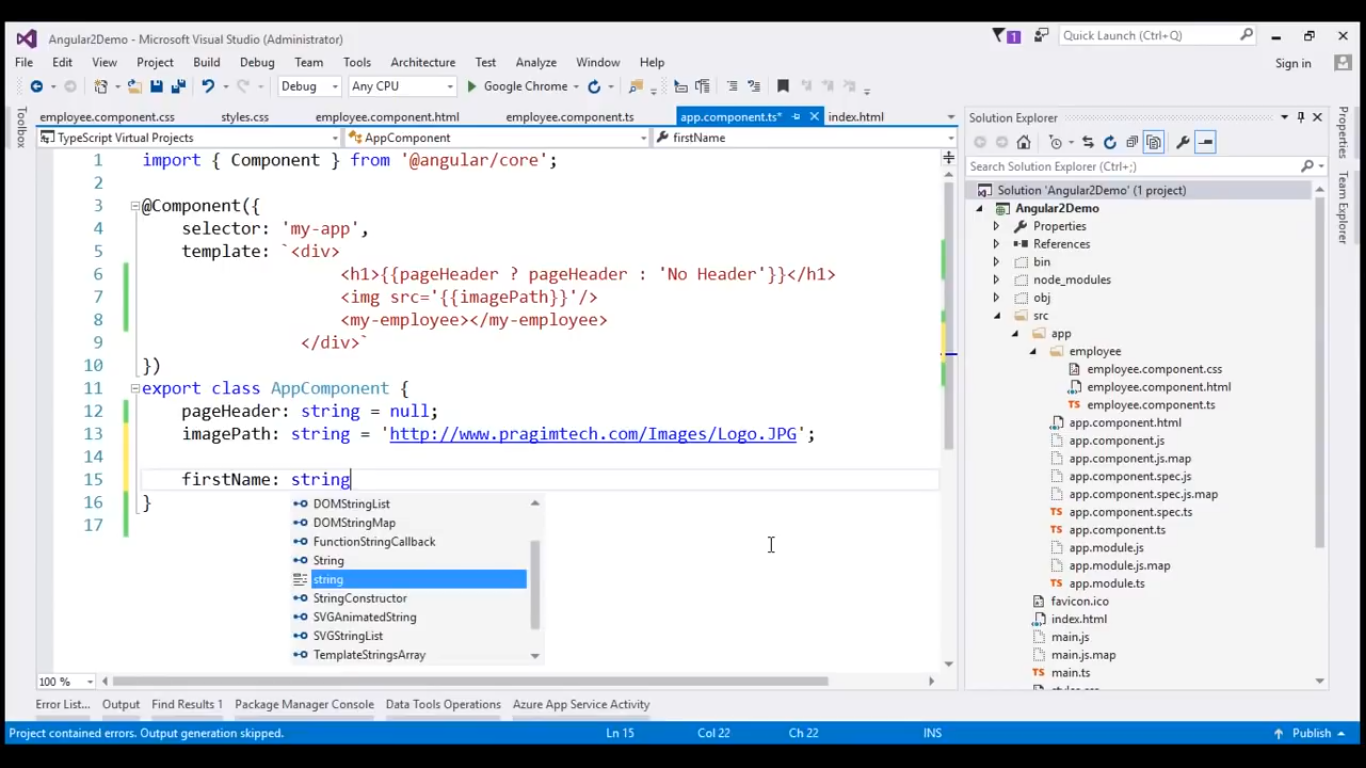 Angular2Demo - Microsoft Visual Studio (Administrator)
1
Quick Launch (Ctrl+Q)
File Edit View Project Build Debug Team Tools Architecture Test Analyze Window Help
Sign in
Debug Any CPU Google Chrome
Toolbox
employee.component.css styles.css employee.component.html employee.component.ts app.component.ts* index.html
TypeScript Virtual Projects AppComponent firstName
1 import { Component } from '@angular/core';
2
3 @Component({
4 selector: 'my-app',
5 template: `<div>
6 <h1>{{pageHeader ? pageHeader : 'No Header'}}</h1>
7 <img src='{{imagePath}}'/>
8 <my-employee></my-employee>
9 </div>`
10 })
11 export class AppComponent {
12 pageHeader: string = null;
13 imagePath: string = 'http://www.pragimtech.com/Images/Logo.JPG';
14
15 firstName: string
16 }
17
DOMStringList
DOMStringMap
FunctionStringCallback
String
string
StringConstructor
SVGAnimatedString
SVGStringList
TemplateStringsArray
100 %
Solution Explorer
Search Solution Explorer (Ctrl+;)
Solution 'Angular2Demo' (1 project)
Angular2Demo
Properties
References
bin
node_modules
obj
src
app
employee
employee.component.css
employee.component.html
TS employee.component.ts
app.component.html
app.component.js
app.component.js.map
app.component.spec.js
app.component.spec.js.map
TS app.component.spec.ts
TS app.component.ts
app.module.js
app.module.js.map
TS app.module.ts
favicon.ico
index.html
main.js
main.js.map
TS main.ts
Properties
Team Explorer
Error List... Output Find Results 1 Package Manager Console Data Tools Operations Azure App Service Activity
Project contained errors. Output generation skipped. Ln 15 Col 22 Ch 22 INS Publish